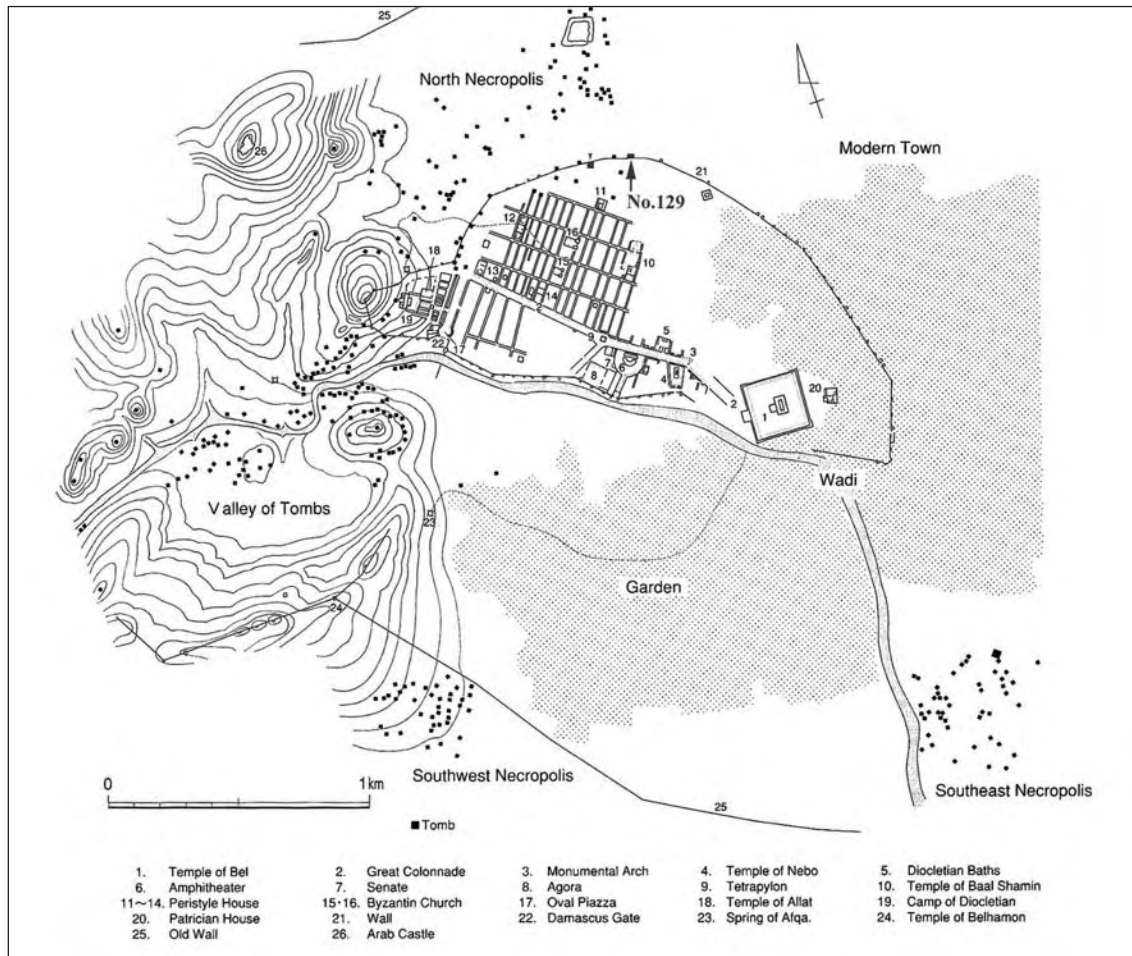 25
North Necropolis
26
Modern Town
21
No.129
11
12
16
18
15
10
13
14
2
19
22
17
9
5
3
7
6
8
4
2
1
20
Wadi
Valley of Tombs
23
Garden
24
0 1km
Southwest Necropolis
25
Southeast Necropolis
■Tomb
1. Temple of Bel 2. Great Colonnade 3. Monumental Arch 4. Temple of Nebo 5. Diocletian Baths
6. Amphitheater 7. Senate 8. Agora 9. Tetrapylon 10. Temple of Baal Shamin
11～14. Peristyle House 15·16. Byzantin Church 17. Oval Piazza 18. Temple of Allat 19. Camp of Diocletian
20. Patrician House 21. Wall 22. Damascus Gate 23. Spring of Afqa. 24. Temple of Belhamon
25. Old Wall 26. Arab Castle